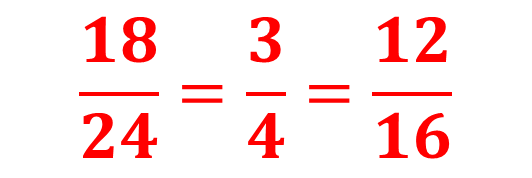 18/24 = 3/4 = 12/16